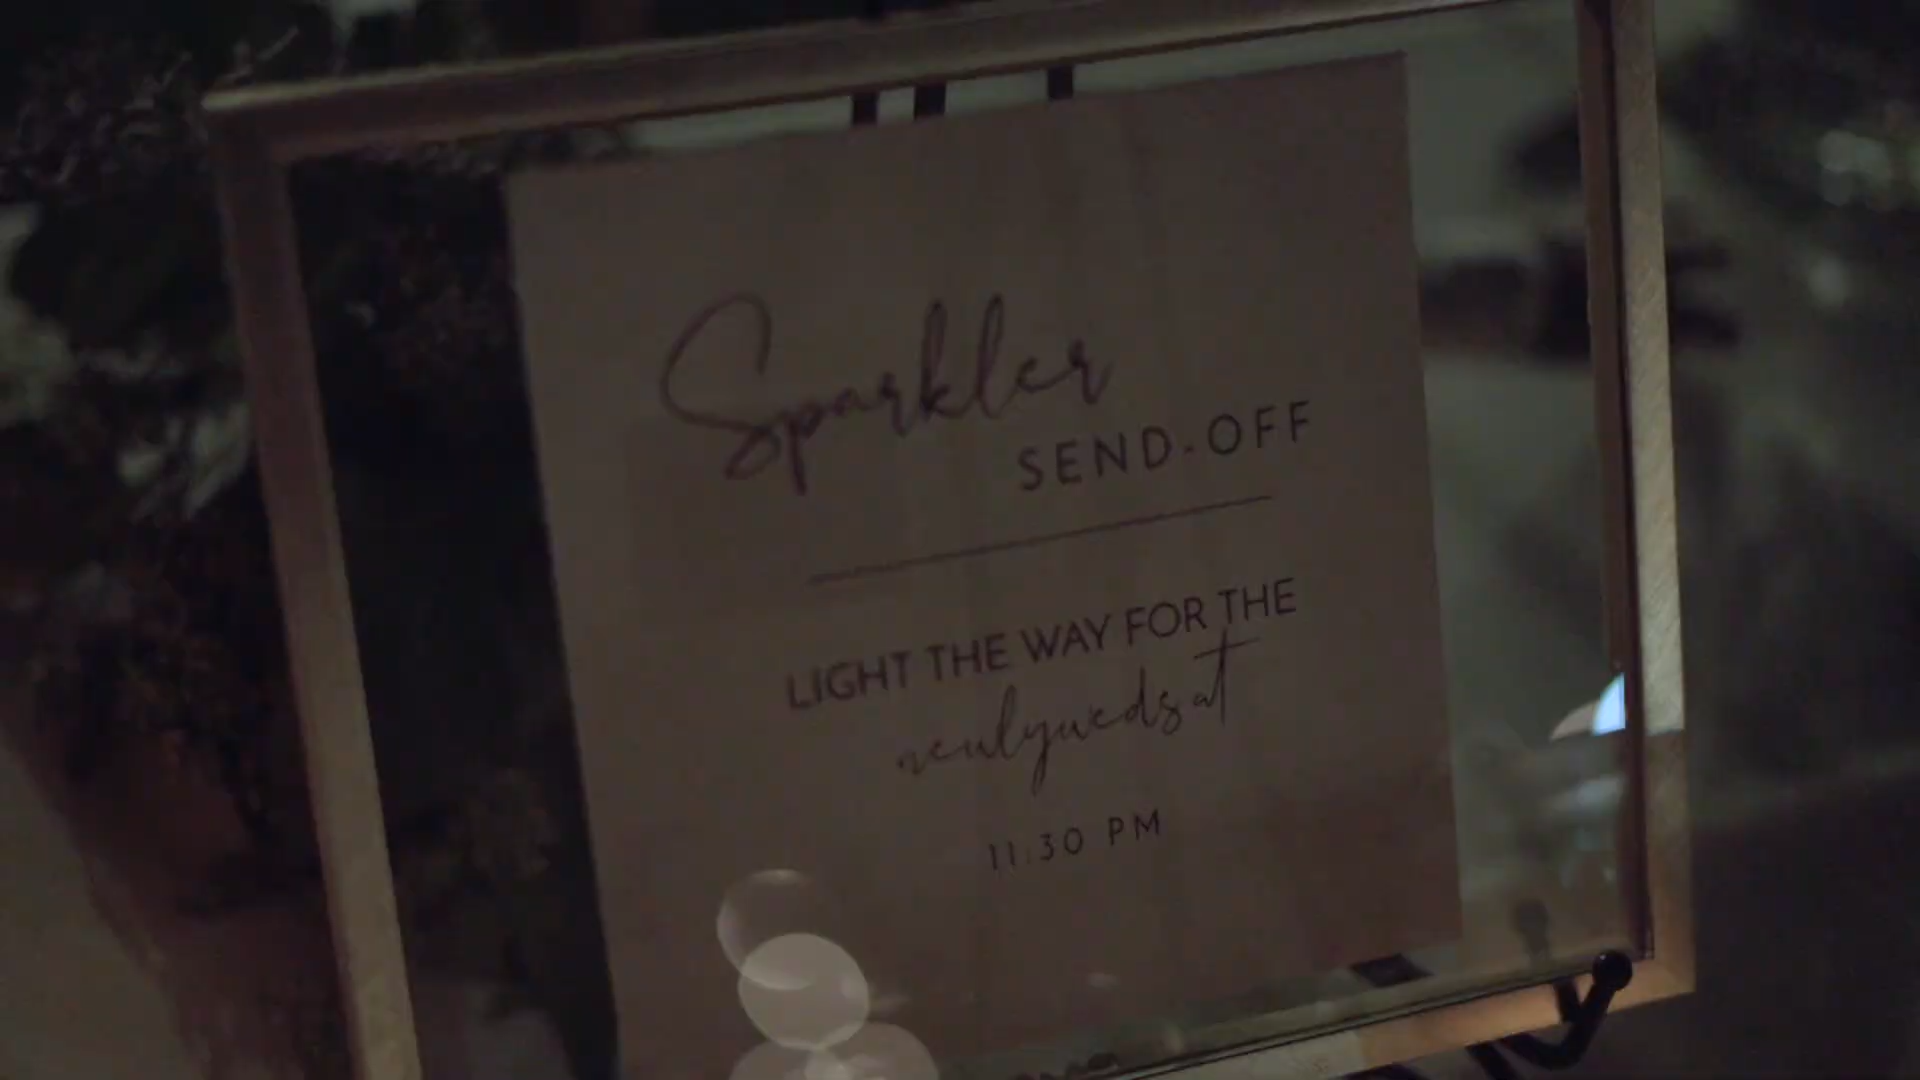 Sparkler
SEND-OFF
LIGHT THE WAY FOR THE
newlyweds at
11:30 PM